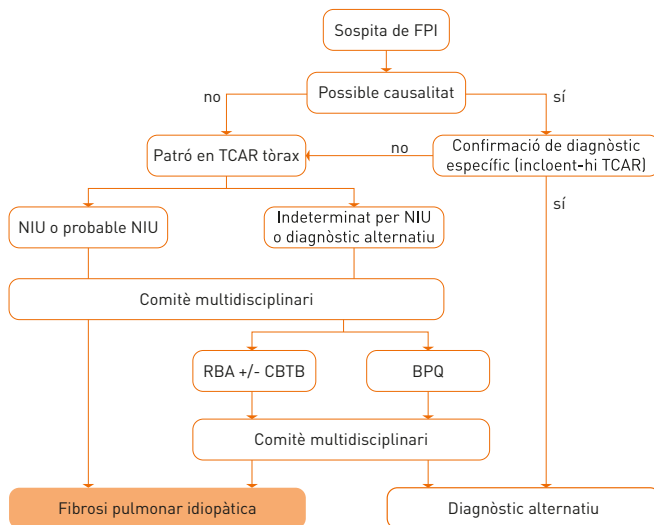 Sospita de FPI
Possible causalitat
no
sí
Patró en TCAR tòrax
no
Confirmació de diagnòstic
específic (incloent-hi TCAR)
sí
NIU o probable NIU
Indeterminat per NIU
o diagnòstic alternatiu
Comitè multidisciplinari
RBA +/- CBTB
BPQ
Comitè multidisciplinari
Fibrosi pulmonar idiopàtica
Diagnòstic alternatiu